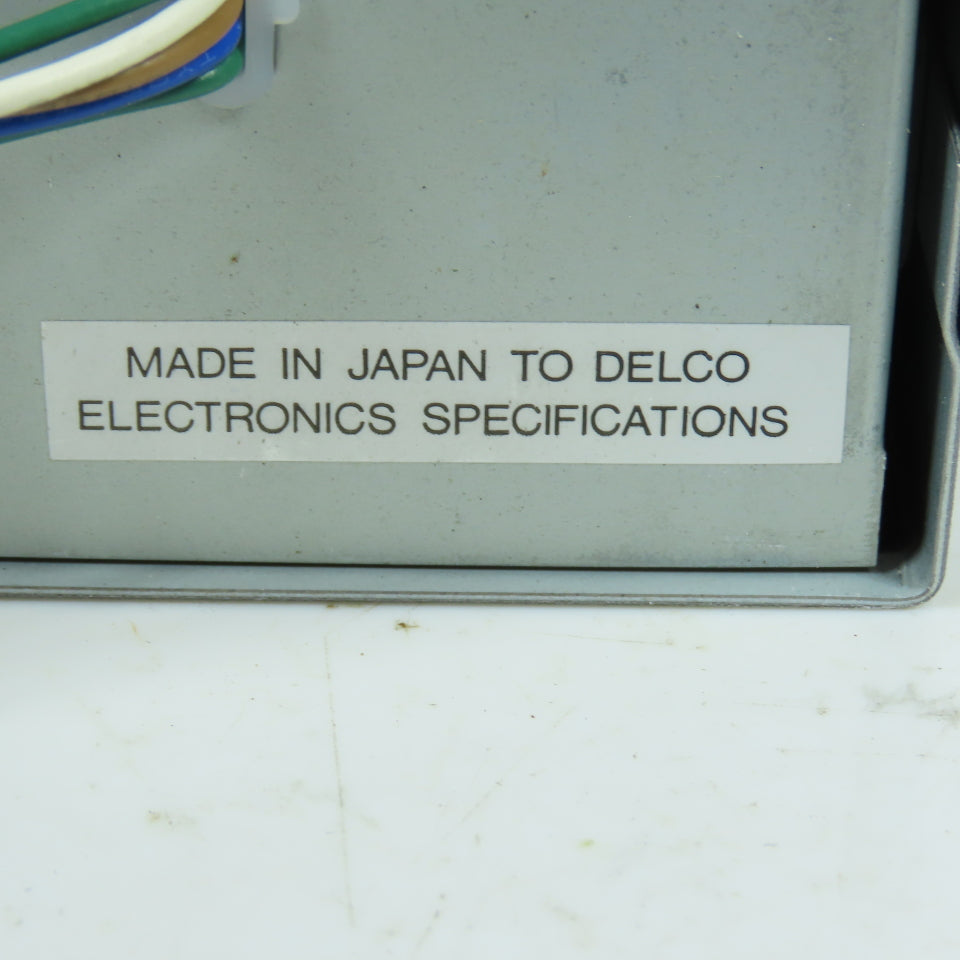 MADE IN JAPAN TO DELCO
ELECTRONICS SPECIFICATIONS